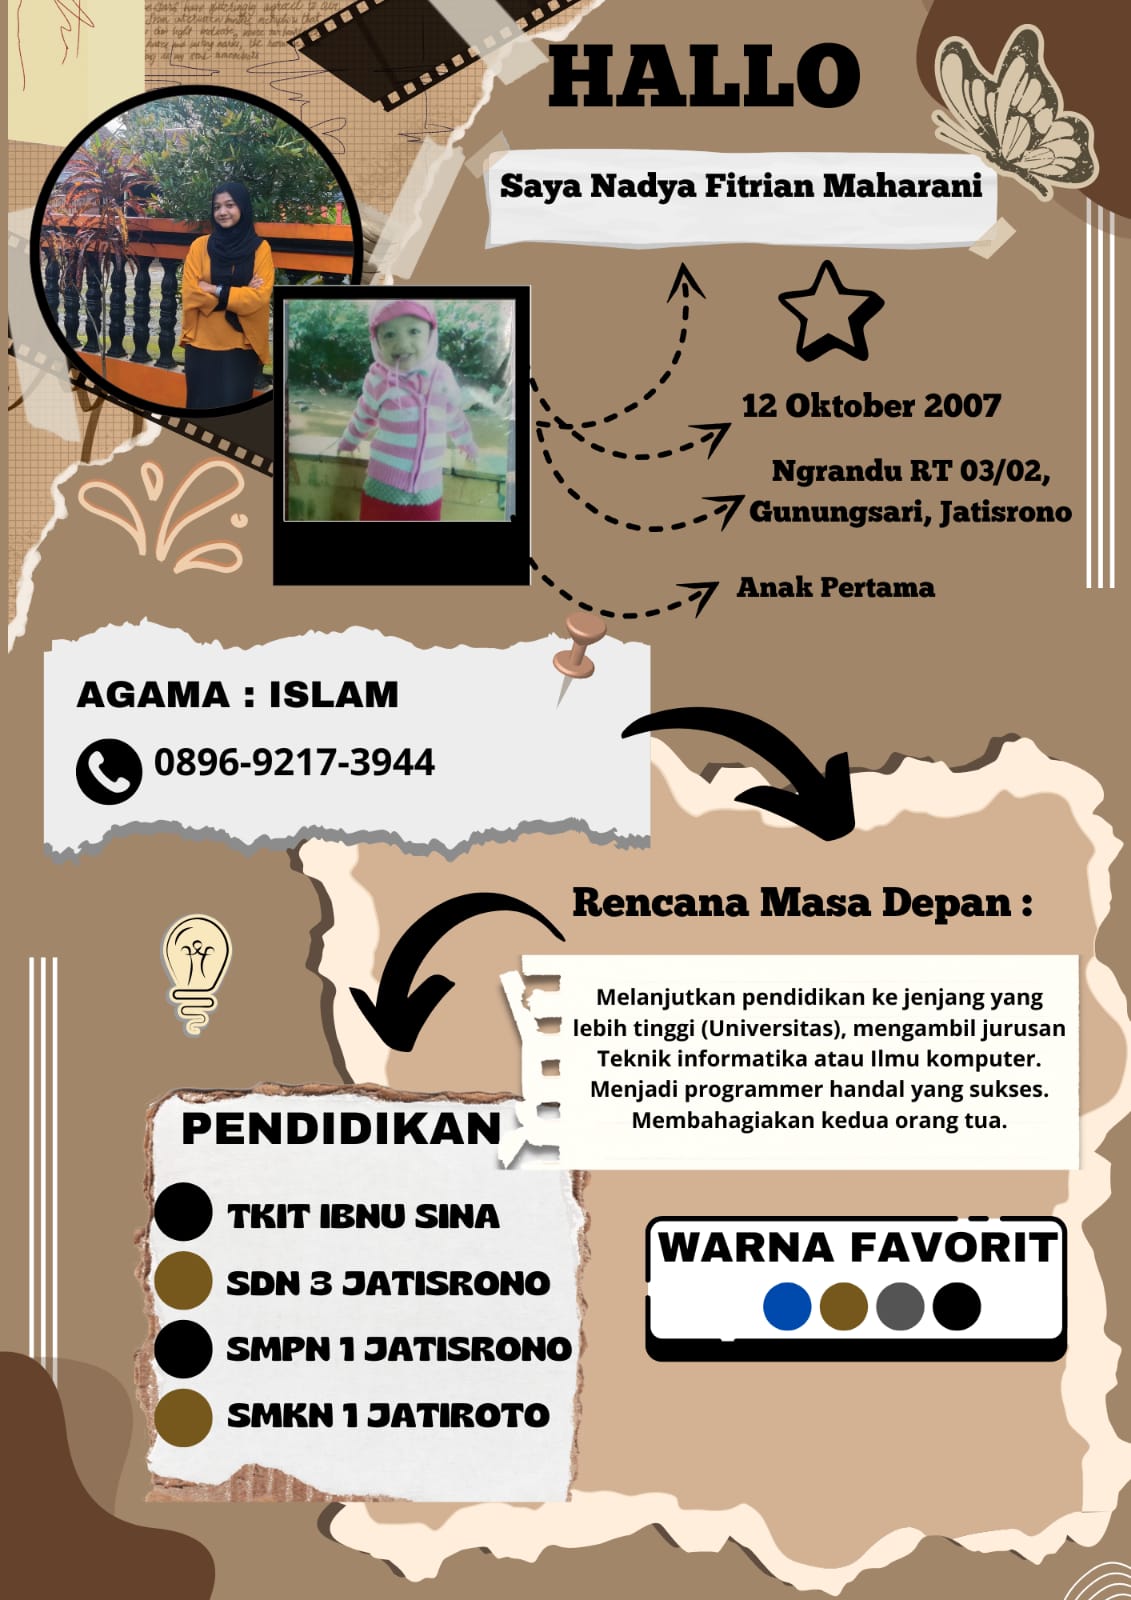 HALLO
Saya Nadya Fitrian Maharani
12 Oktober 2007
Ngrandu RT 03/02,
Gunungsari, Jatisrono
Anak Pertama
AGAMA : ISLAM
0896-9217-3944
Rencana Masa Depan :
Melanjutkan pendidikan ke jenjang yang
lebih tinggi (Universitas), mengambil jurusan
Teknik informatika atau Ilmu komputer.
Menjadi programmer handal yang sukses.
Membahagiakan kedua orang tua.
PENDIDIKAN
TKIT IBNU SINA
SDN 3 JATISRONO
SMPN 1 JATISRONO
SMKN 1 JATIROTO
WARNA FAVORIT